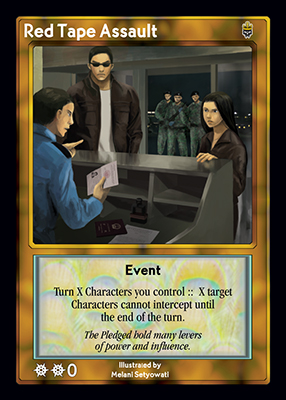 Red Tape Assault
Event
Turn X Characters you control :: X target
Characters cannot intercept until
the end of the turn.
The Pledged hold many levers
of power and influence.
0
Illustrated by
Melani Setyowati